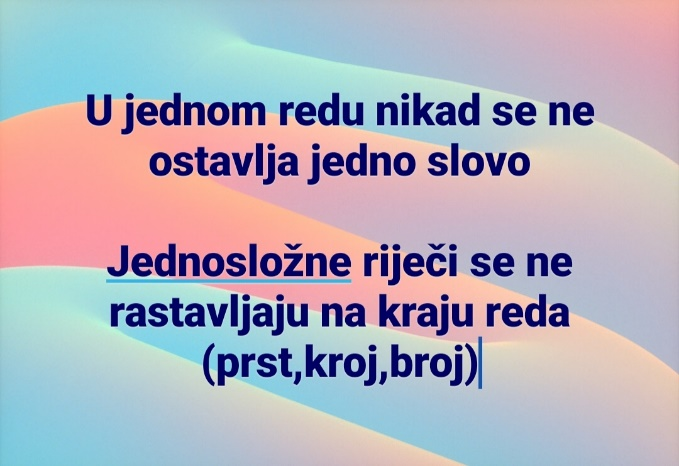 U jednom redu nikad se ne
ostavlja jedno slovo
Jednosložne riječi se ne
rastavljaju na kraju reda
(prst,kroj,broj)